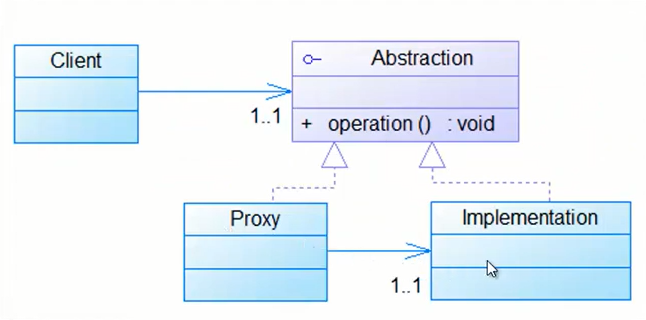 Client
Abstraction
1..1
+ operation () : void
Proxy
Implementation
1..1